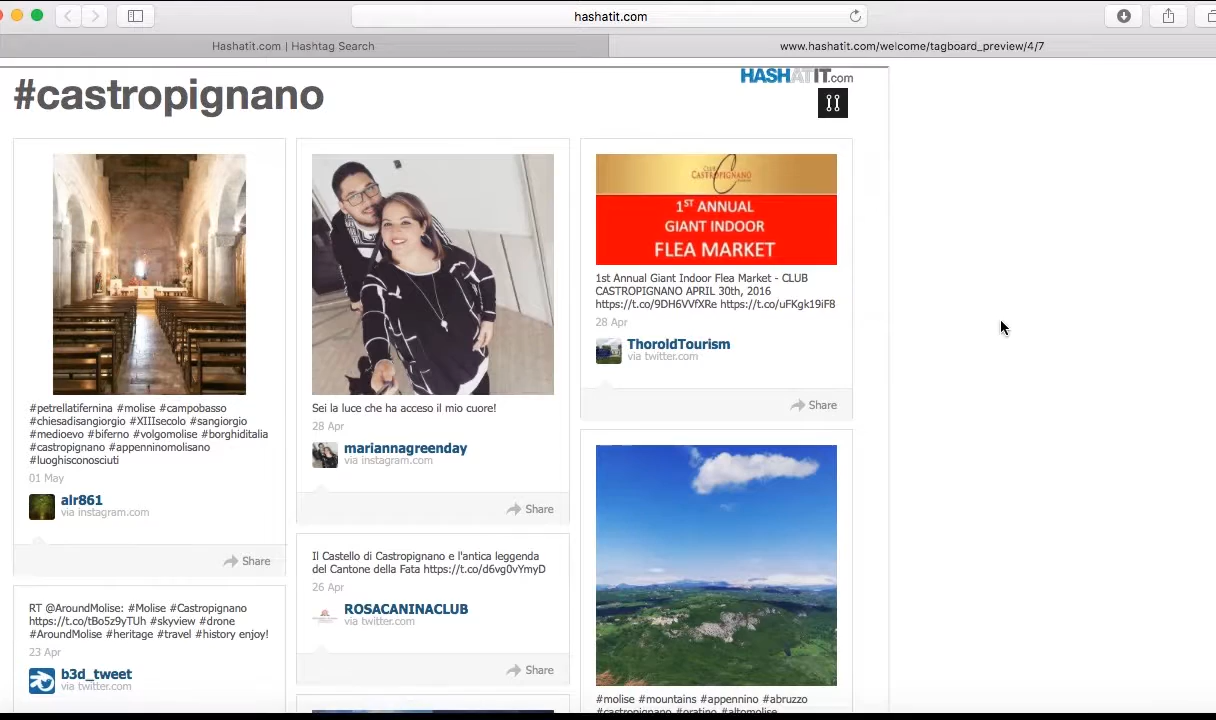 hashatit.com
Hashatit.com | Hashtag Search
www.hashatit.com/welcome/tagboard_preview/4/7
#castropignano
HASHATIT.com
#petrellatifernina #molise #campobasso
#chiesadisangiorgio #XIIIsecolo #sangiorgio
#medioevo #biferno #volgomolise #borghiditalia
#castropignano #appenninomolisano
#luoghisconosciuti
01 May
alr861
via instagram.com
Share
RT @AroundMolise: #Molise #Castropignano
https://t.co/tBo5z9yTUh #skyview #drone
#AroundMolise #heritage #travel #history enjoy!
23 Apr
b3d_tweet
via twitter.com
Sei la luce che ha acceso il mio cuore!
28 Apr
mariannagreenday
via instagram.com
Share
Il Castello di Castropignano e l'antica leggenda
del Cantone della Fata https://t.co/d6vg0vYmyD
26 Apr
ROSACANINACLUB
via twitter.com
Share
CASTROPIGNANO
1ST ANNUAL
GIANT INDOOR
FLEA MARKET
1st Annual Giant Indoor Flea Market - CLUB
CASTROPIGNANO APRIL 30th, 2016
https://t.co/9DH6VVfXRe https://t.co/uFKgk19iF8
28 Apr
ThoroldTourism
via twitter.com
Share
#molise #mountains #appennino #abruzzo
#castropignano #oratino #altomolise